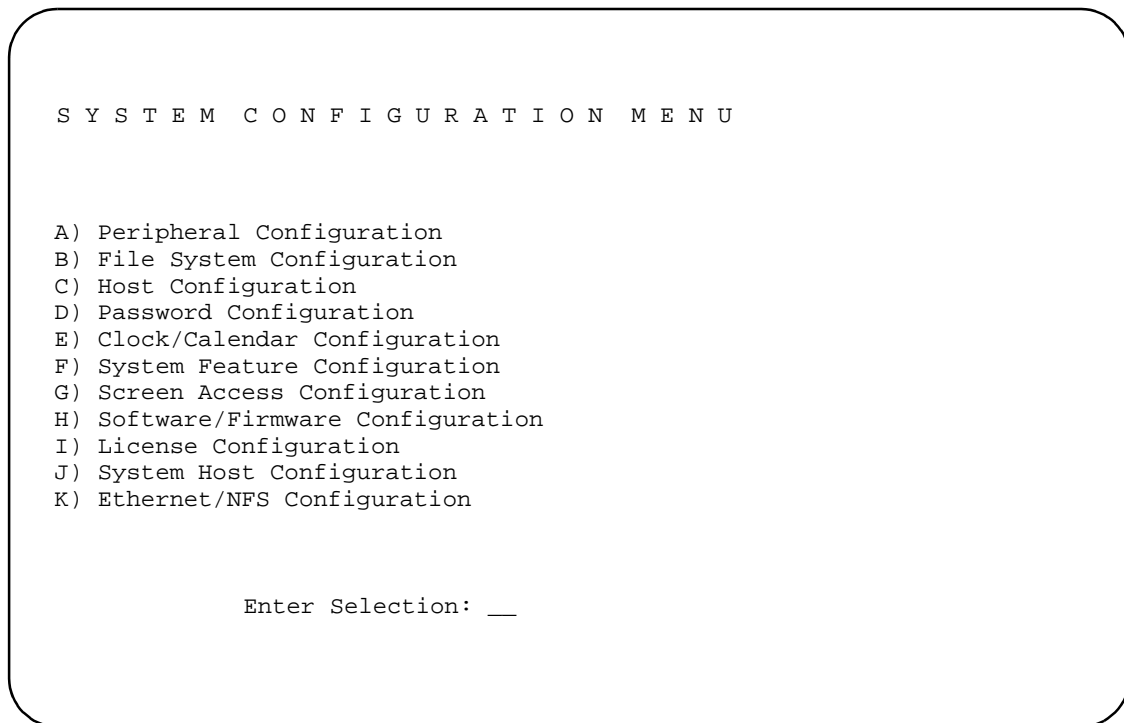 S Y S T E M  C O N F I G U R A T I O N  M E N U
A) Peripheral Configuration
B) File System Configuration
C) Host Configuration
D) Password Configuration
E) Clock/Calendar Configuration
F) System Feature Configuration
G) Screen Access Configuration
H) Software/Firmware Configuration
I) License Configuration
J) System Host Configuration
K) Ethernet/NFS Configuration
Enter Selection: __